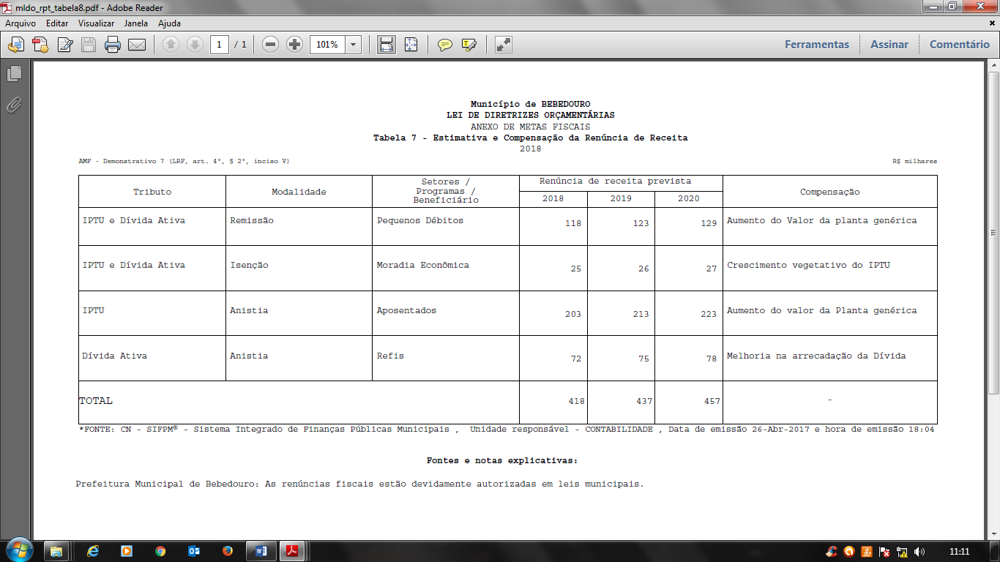 mldo_rpt_tabela8.pdf - Adobe Reader
Arquivo Editar Visualizar Janela Ajuda
1 / 1 101% Ferramentas Assinar Comentário
Município de BEBEDOURO
LEI DE DIRETRIZES ORÇAMENTÁRIAS
ANEXO DE METAS FISCAIS
Tabela 7 - Estimativa e Compensação da Renúncia de Receita
2018
AMF - Demonstrativo 7 (LRF, art. 4°, § 2°, inciso V) R$ milhares
Tributo Modalidade Setores / Programas / Beneficiário Renúncia de receita prevista Compensação
2018 2019 2020
IPTU e Dívida Ativa Remissão Pequenos Débitos 118 123 129 Aumento do Valor da planta genérica
IPTU e Dívida Ativa Isenção Moradia Econômica 25 26 27 Crescimento vegetativo do IPTU
IPTU Anistia Aposentados 203 213 223 Aumento do valor da Planta genérica
Dívida Ativa Anistia Refis 72 75 78 Melhoria na arrecadação da Dívida
TOTAL 418 437 457 -
*FONTE: CN - SIFPM® - Sistema Integrado de Finanças Públicas Municipais , Unidade responsável - CONTABILIDADE , Data de emissão 26-Abr-2017 e hora de emissão 18:04
Fontes e notas explicativas:
Prefeitura Municipal de Bebedouro: As renúncias fiscais estão devidamente autorizadas em leis municipais.
11:11